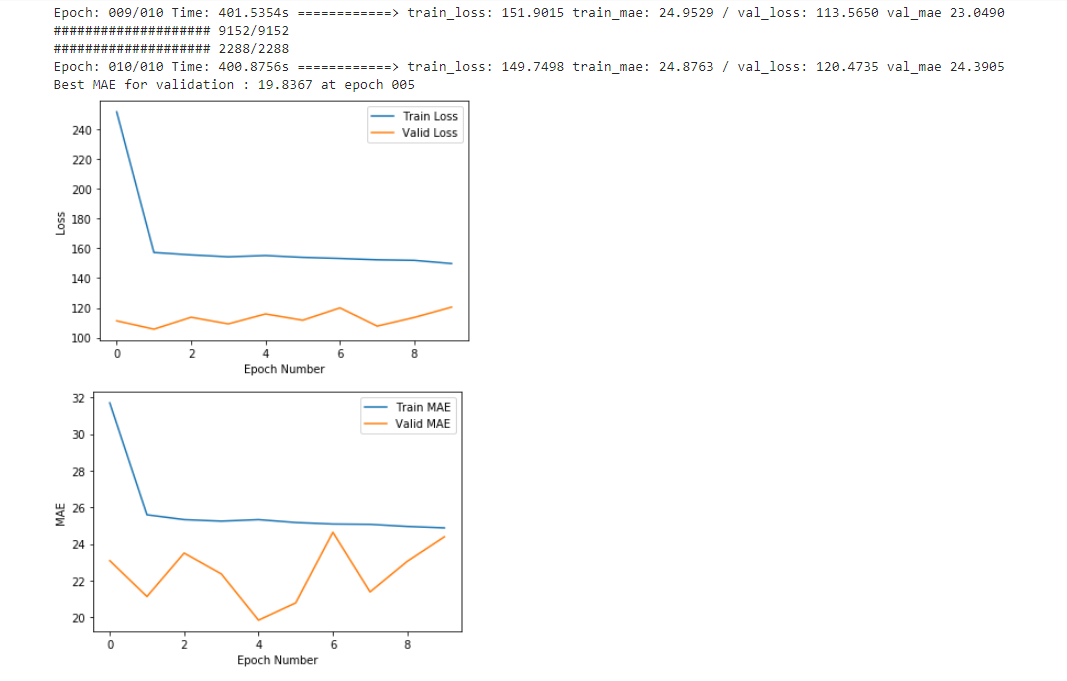 Epoch: 009/010 Time: 401.5354s ============> train_loss: 151.9015 train_mae: 24.9529 / val_loss: 113.5650 val_mae 23.0490
#################### 9152/9152
#################### 2288/2288
Epoch: 010/010 Time: 400.8756s ============> train_loss: 149.7498 train_mae: 24.8763 / val_loss: 120.4735 val_mae 24.3905
Best MAE for validation : 19.8367 at epoch 005
Train Loss
Valid Loss
240
220
200
180
160
140
120
100
Loss
0 2 4 6 8
Epoch Number
Train MAE
Valid MAE
32
30
28
26
24
22
20
MAE
0 2 4 6 8
Epoch Number